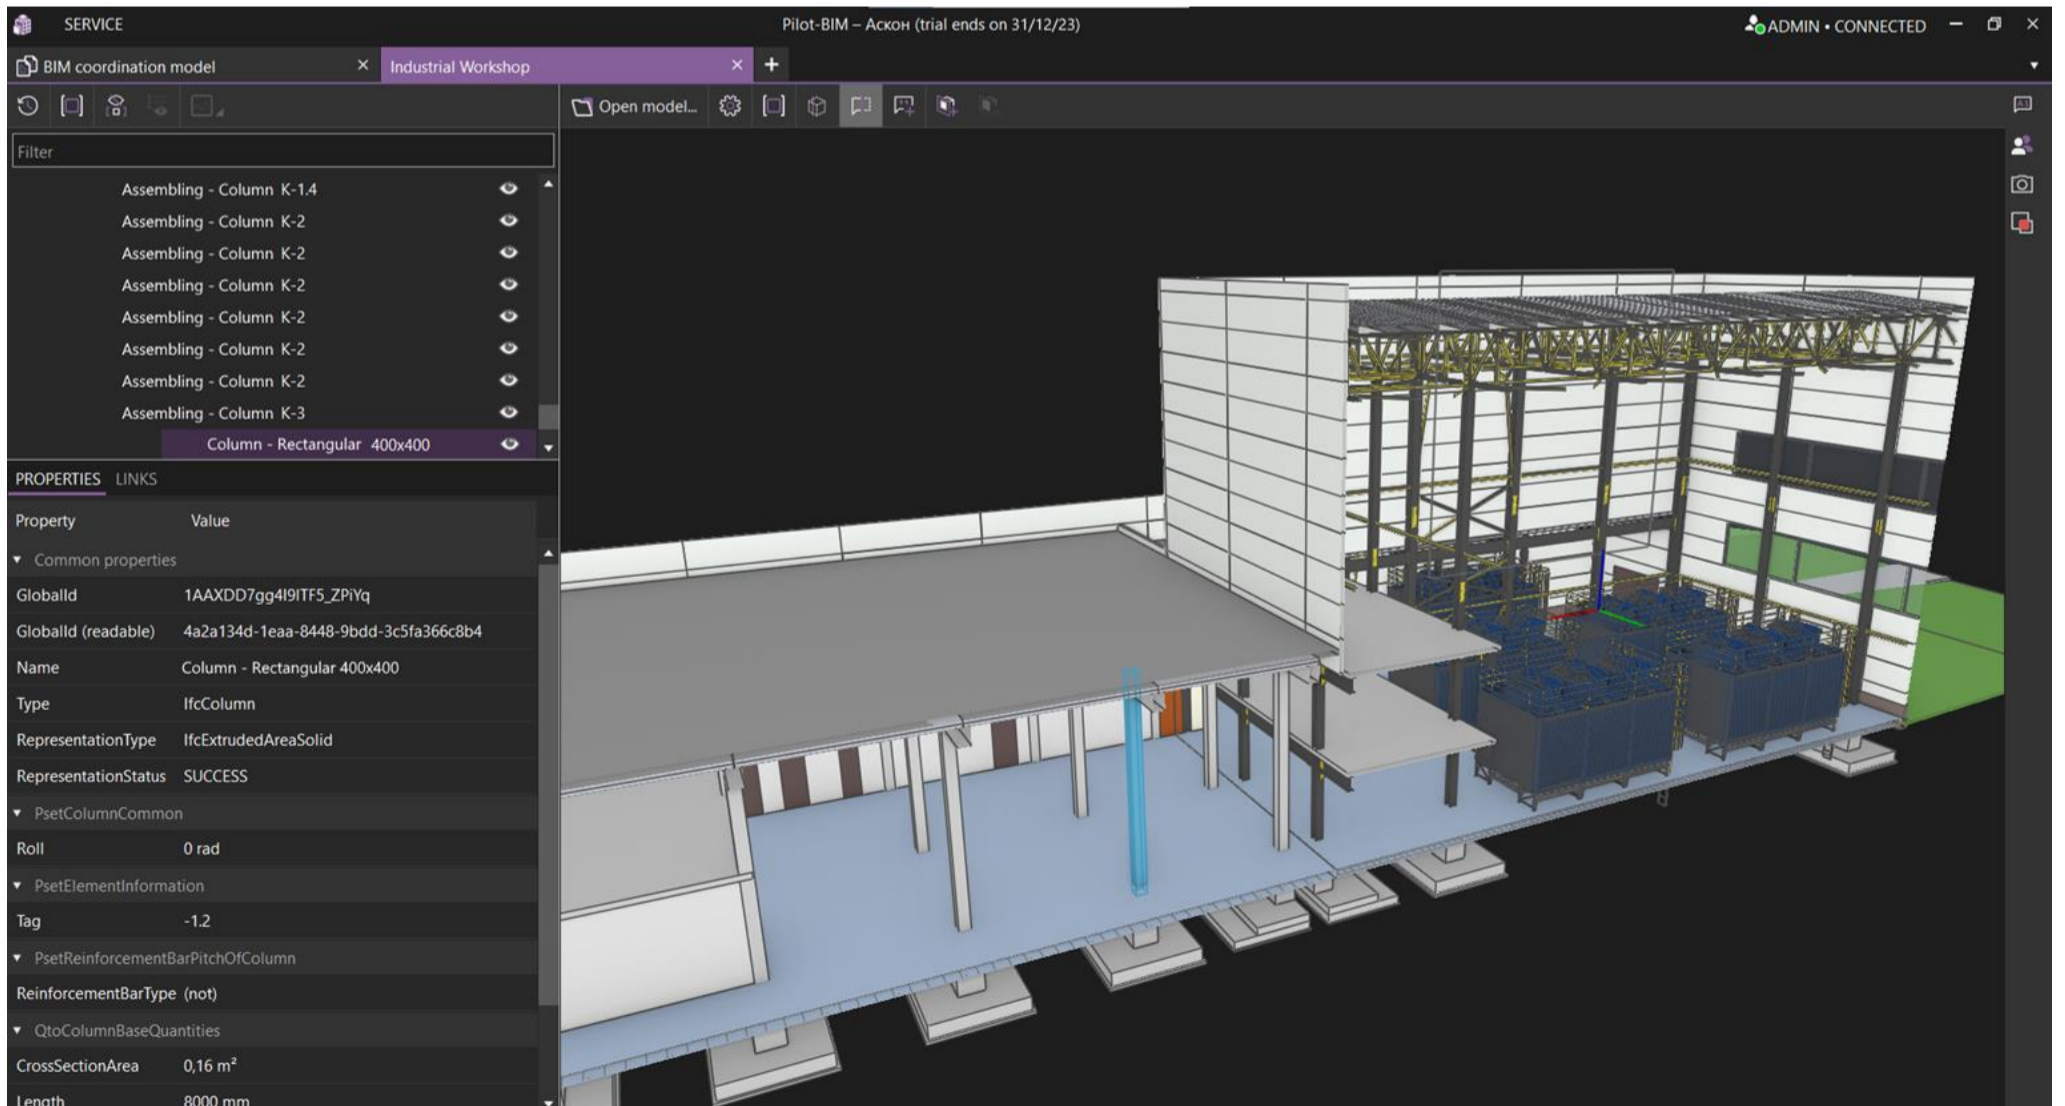 SERVICE
Pilot-BIM – Аскон (trial ends on 31/12/23)
ADMIN • CONNECTED
BIM coordination model
Industrial Workshop
Open model...
Filter
Assembling - Column K-1.4
Assembling - Column K-2
Assembling - Column K-2
Assembling - Column K-2
Assembling - Column K-2
Assembling - Column K-2
Assembling - Column K-2
Assembling - Column K-3
Column - Rectangular 400x400
PROPERTIES LINKS
Property Value
Common properties
GlobalId 1AAXDD7gg4I9ITF5_ZPiYq
GlobalId (readable) 4a2a134d-1eaa-8448-9bdd-3c5fa366c8b4
Name Column - Rectangular 400x400
Type IfcColumn
RepresentationType IfcExtrudedAreaSolid
RepresentationStatus SUCCESS
PsetColumnCommon
Roll 0 rad
PsetElementInformation
Tag -1.2
PsetReinforcementBarPitchOfColumn
ReinforcementBarType (not)
QtoColumnBaseQuantities
CrossSectionArea 0,16 m²
Length 8000 mm